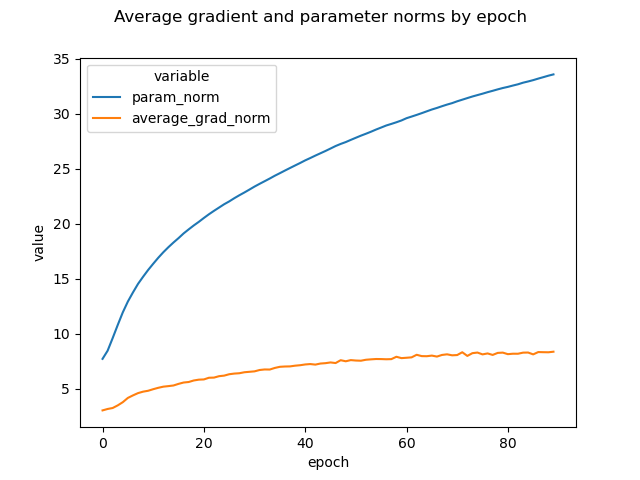 Average gradient and parameter norms by epoch
35
30
25
20
15
10
5
value
variable
param_norm
average_grad_norm
0 20 40 60 80
epoch